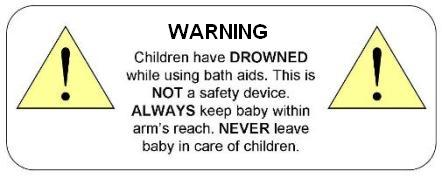 WARNING
Children have DROWNED
while using bath aids. This is
NOT a safety device.
ALWAYS keep baby within
arm's reach. NEVER leave
baby in care of children.